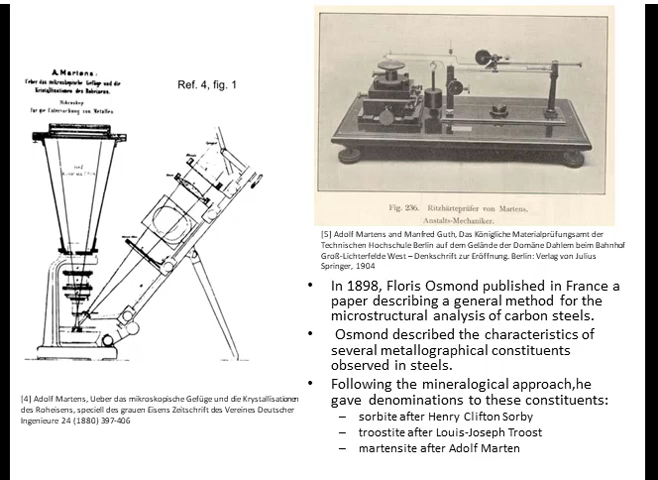 A. Martens:
Ueber das mikroskopische Gefüge und die
Kristallisationen des Roheisens.
Mikroskop
für die Untersuchung von Metallen
Ref. 4, fig. 1
Fig. 236. Ritzhärteprüfer von Martens.
Anstalts-Mechaniker.
[5] Adolf Martens and Manfred Guth, Das Königliche Materialprüfungsamt der
Technischen Hochschule Berlin auf dem Gelände der Domäne Dahlem beim Bahnhof
Groß-Lichterfelde West – Denkschrift zur Eröffnung. Berlin: Verlag von Julius
Springer, 1904
• In 1898, Floris Osmond published in France a
paper describing a general method for the
microstructural analysis of carbon steels.
• Osmond described the characteristics of
several metallographical constituents
observed in steels.
• Following the mineralogical approach,he
gave denominations to these constituents:
– sorbite after Henry Clifton Sorby
– troostite after Louis-Joseph Troost
– martensite after Adolf Marten
[4] Adolf Martens, Ueber das mikroskopische Gefüge und die Krystallisationen
des Roheisens, speciell des grauen Eisens Zeitschrift des Vereines Deutscher
Ingenieure 24 (1880) 397-406